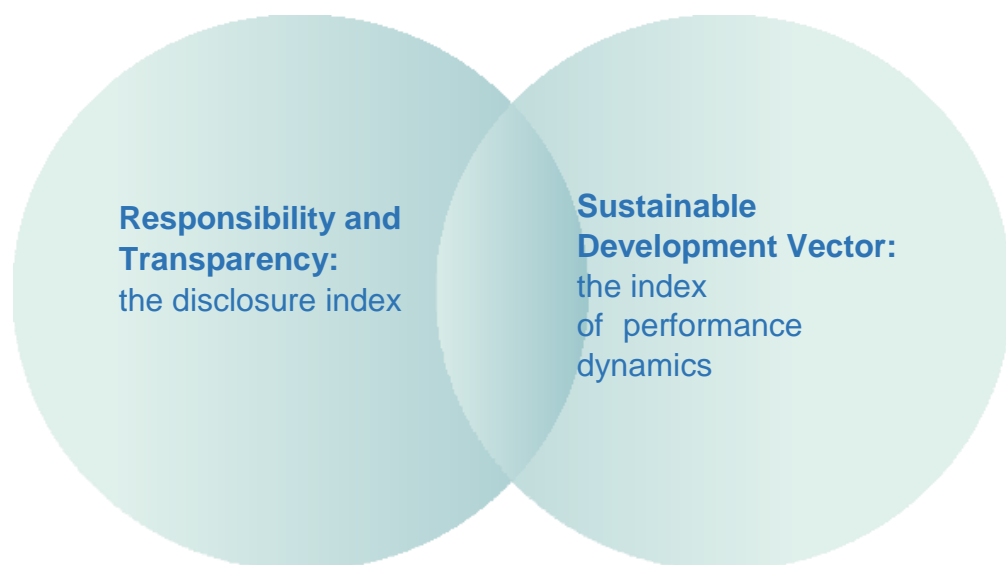 Responsibility and
Transparency:
the disclosure index
Sustainable
Development Vector:
the index
of performance
dynamics